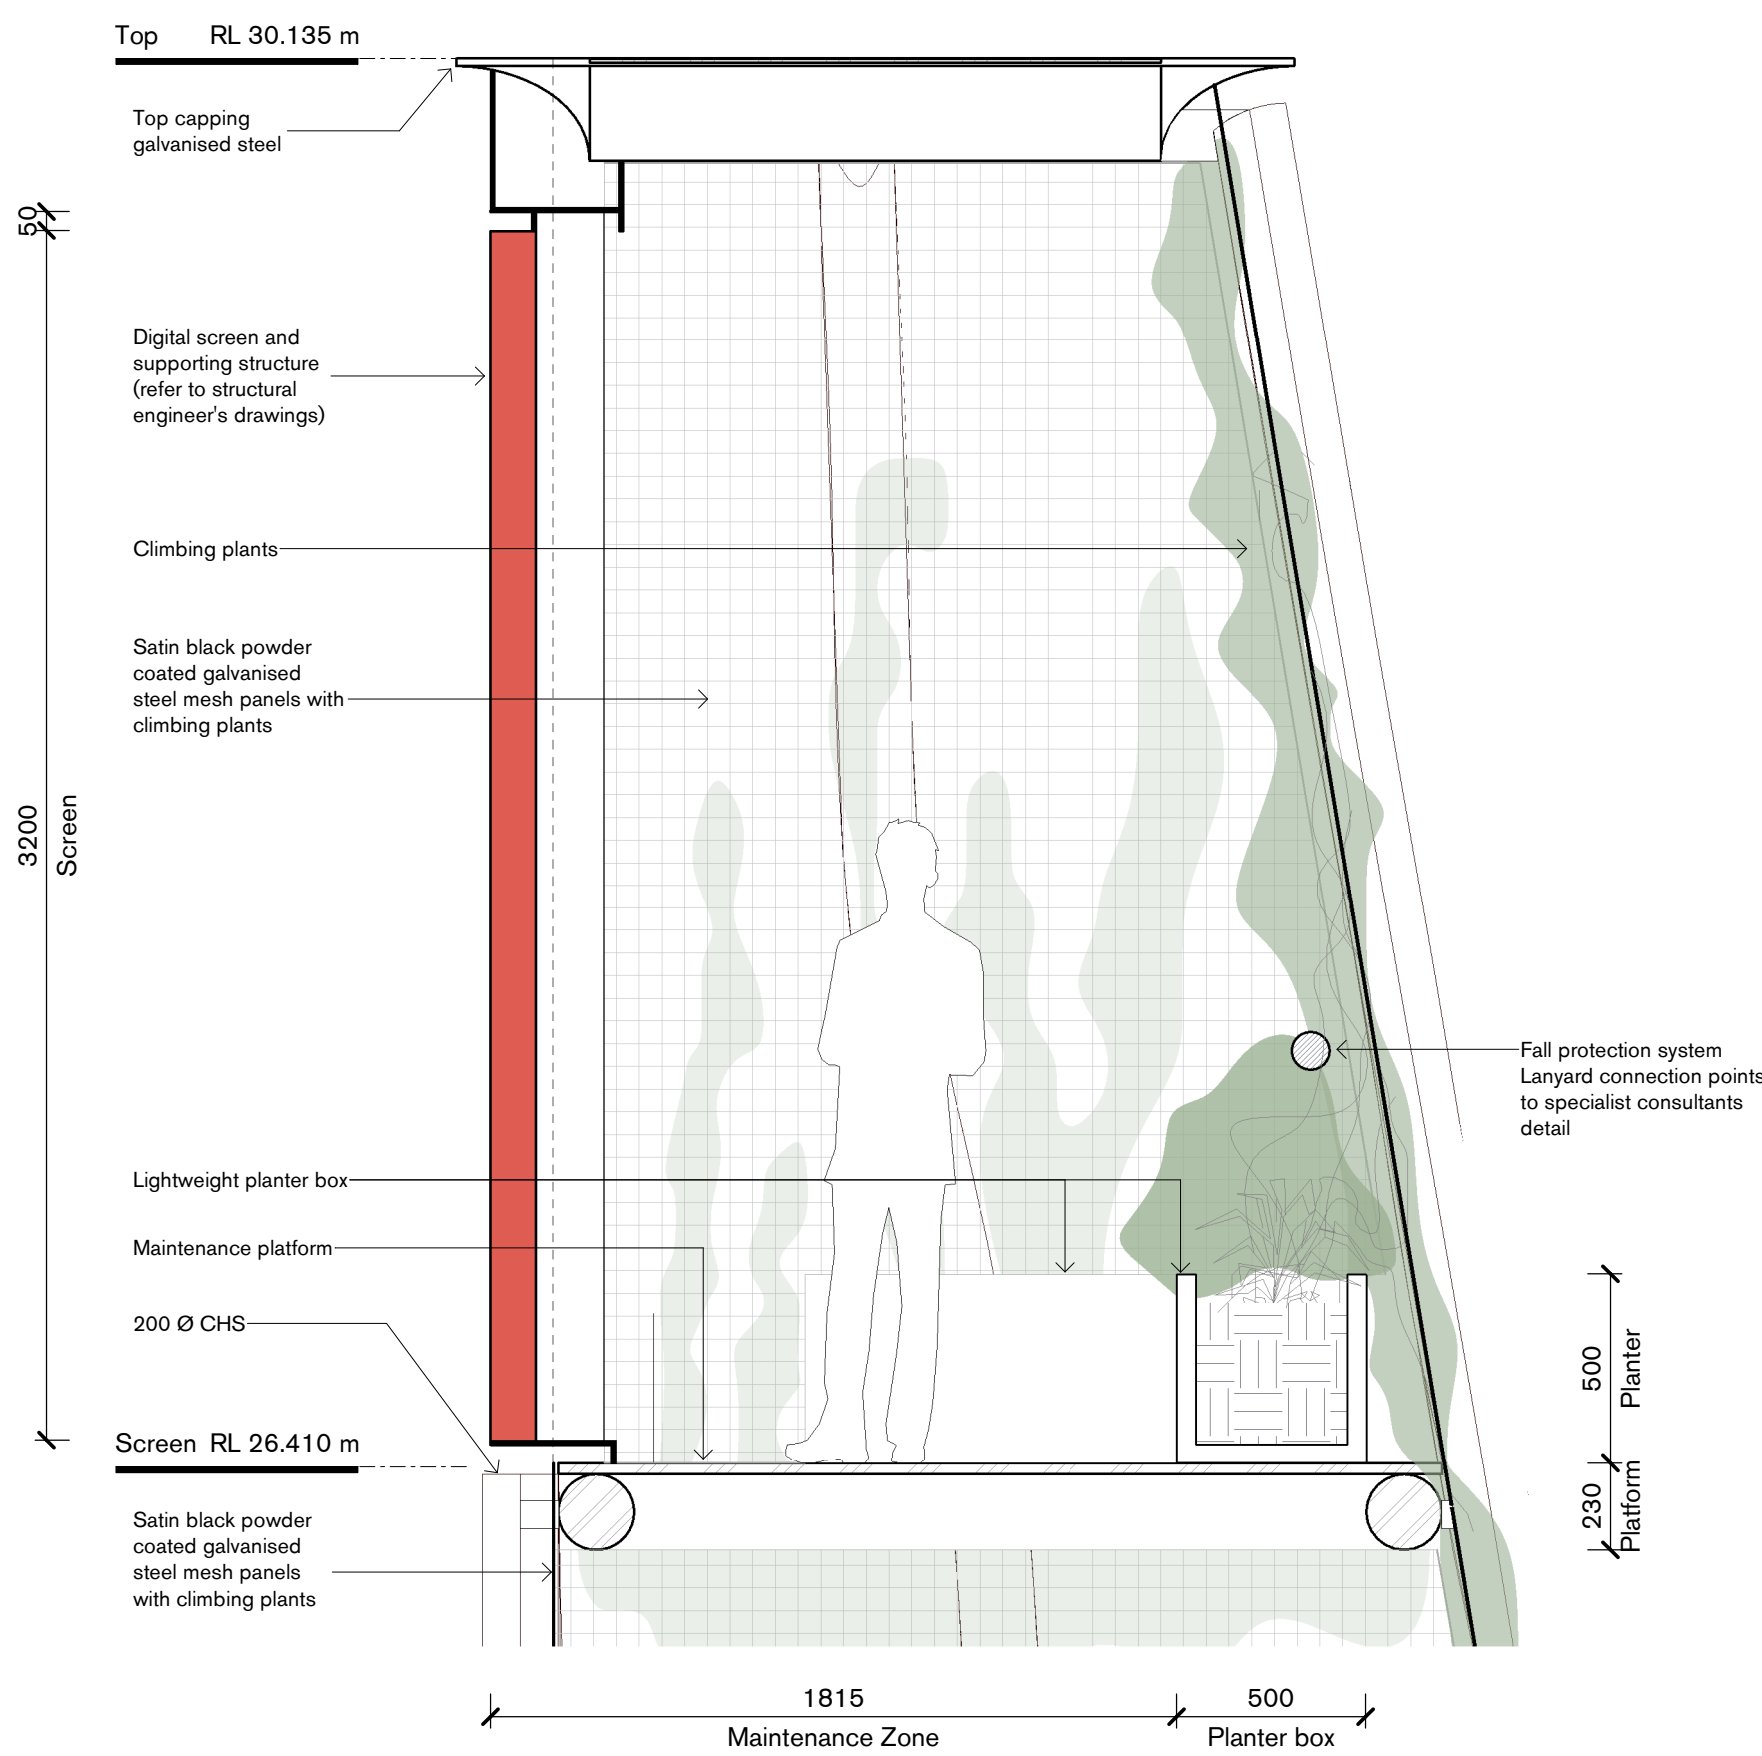 Top RL 30.135 m
Top capping
galvanised steel
50
Digital screen and
supporting structure
(refer to structural
engineer's drawings)
Climbing plants
Satin black powder
coated galvanised
steel mesh panels with
climbing plants
3200
Screen
Fall protection system
Lanyard connection points
to specialist consultants
detail
Lightweight planter box
Maintenance platform
200 Ø CHS
500
Planter
Screen RL 26.410 m
230
Platform
Satin black powder
coated galvanised
steel mesh panels
with climbing plants
1815
Maintenance Zone
500
Planter box